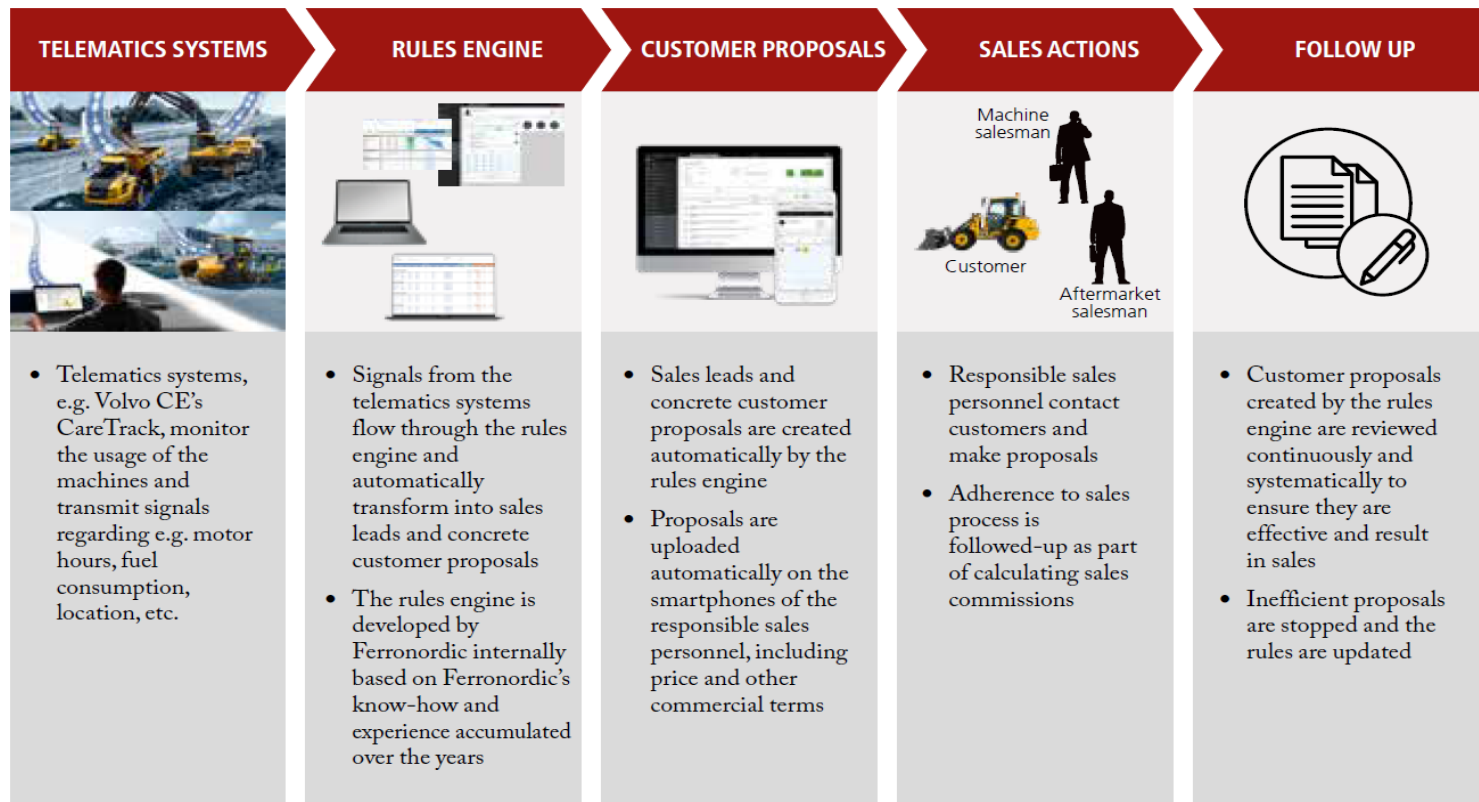 TELEMATICS SYSTEMS
RULES ENGINE
CUSTOMER PROPOSALS
SALES ACTIONS
FOLLOW UP
Machine
salesman
Customer
Aftermarket
salesman
• Telematics systems,
e.g. Volvo CE’s
CareTrack, monitor
the usage of the
machines and
transmit signals
regarding e.g. motor
hours, fuel
consumption,
location, etc.
• Signals from the
telematics systems
flow through the rules
engine and
automatically
transform into sales
leads and concrete
customer proposals
• The rules engine is
developed by
Ferronordic internally
based on Ferronordic’s
know-how and
experience accumulated
over the years
• Sales leads and
concrete customer
proposals are created
automatically by the
rules engine
• Proposals are
uploaded
automatically on the
smartphones of the
responsible sales
personnel, including
price and other
commercial terms
• Responsible sales
personnel contact
customers and
make proposals
• Adherence to sales
process is
followed-up as part
of calculating sales
commissions
• Customer proposals
created by the rules
engine are reviewed
continuously and
systematically to
ensure they are
effective and result
in sales
• Inefficient proposals
are stopped and the
rules are updated